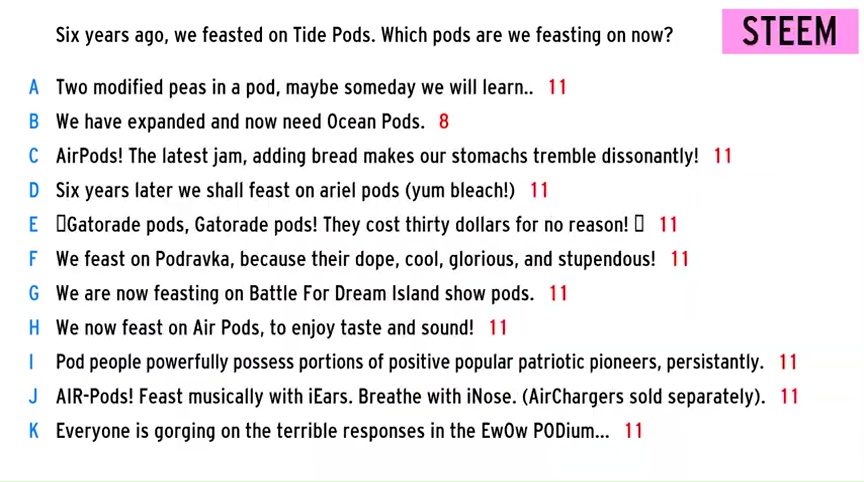 Six years ago, we feasted on Tide Pods. Which pods are we feasting on now?
STEEM
A Two modified peas in a pod, maybe someday we will learn.. 11
B We have expanded and now need Ocean Pods. 8
C AirPods! The latest jam, adding bread makes our stomachs tremble dissonantly! 11
D Six years later we shall feast on ariel pods (yum bleach!) 11
E ▯Gatorade pods, Gatorade pods! They cost thirty dollars for no reason! ▯ 11
F We feast on Podravka, because their dope, cool, glorious, and stupendous! 11
G We are now feasting on Battle For Dream Island show pods. 11
H We now feast on Air Pods, to enjoy taste and sound! 11
I Pod people powerfully possess portions of positive popular patriotic pioneers, persistantly. 11
J AIR-Pods! Feast musically with iEars. Breathe with iNose. (AirChargers sold separately). 11
K Everyone is gorging on the terrible responses in the EwOw PODium... 11